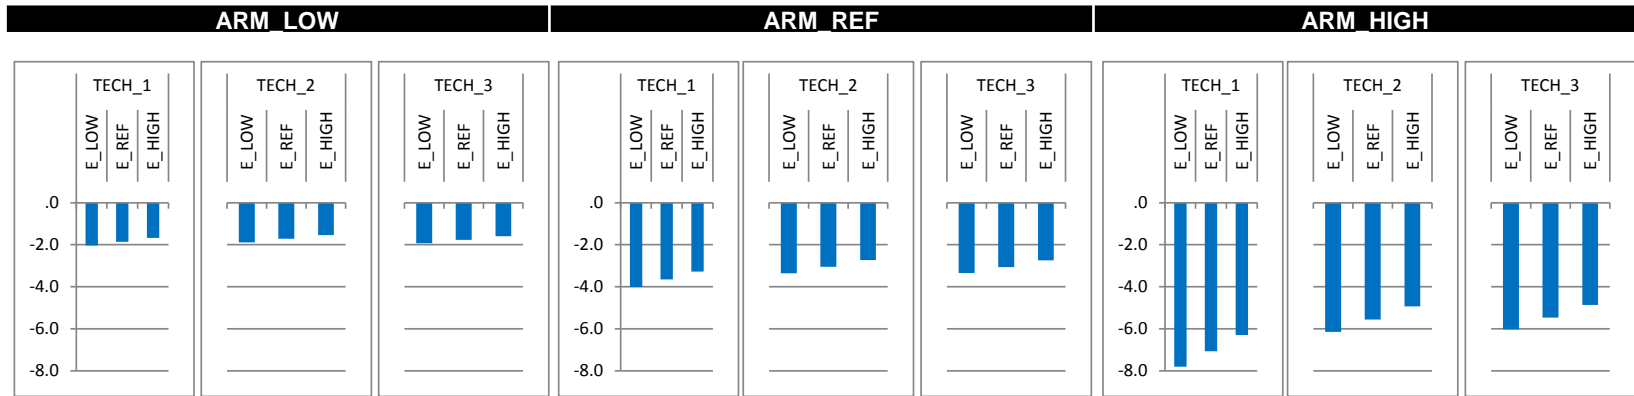 ARM_LOW ARM_REF ARM_HIGH
TECH_1 TECH_2 TECH_3 TECH_1 TECH_2 TECH_3 TECH_1 TECH_2 TECH_3
E_LOW E_REF E_HIGH E_LOW E_REF E_HIGH E_LOW E_REF E_HIGH E_LOW E_REF E_HIGH E_LOW E_REF E_HIGH E_LOW E_REF E_HIGH E_LOW E_REF E_HIGH E_LOW E_REF E_HIGH E_LOW E_REF E_HIGH
.0 .0 .0
-2.0 -2.0 -2.0
-4.0 -4.0 -4.0
-6.0 -6.0 -6.0
-8.0 -8.0 -8.0